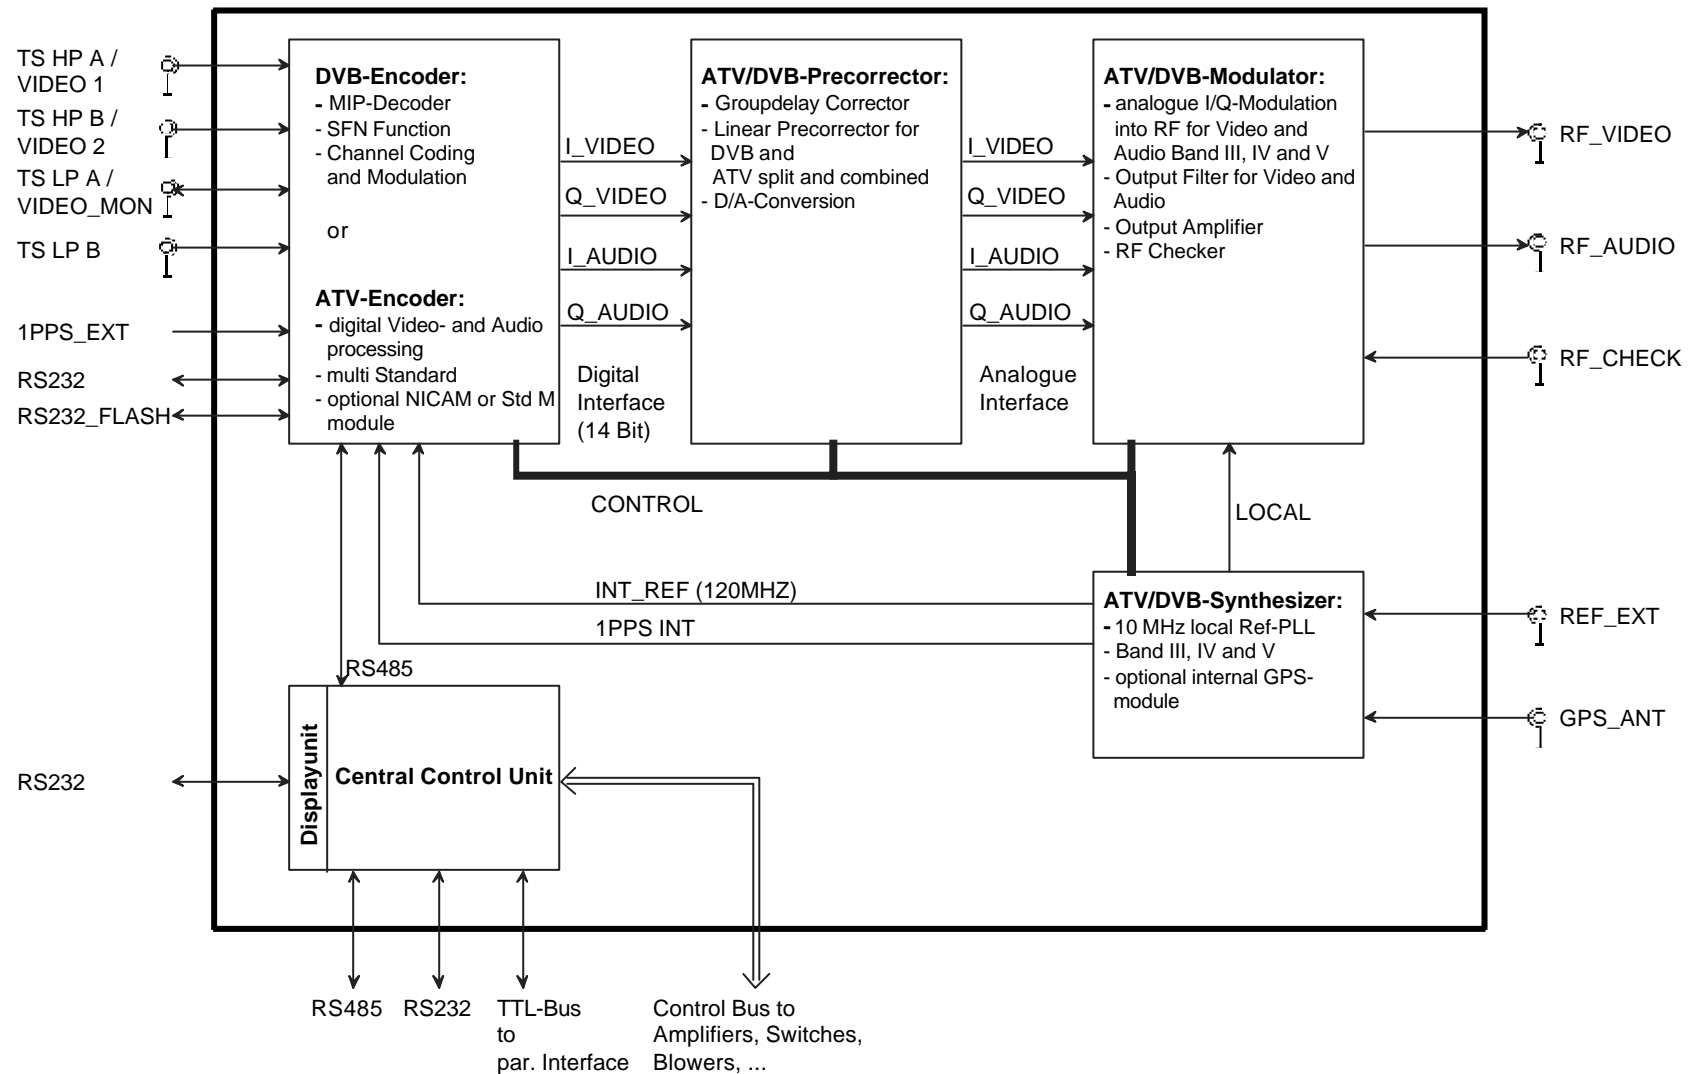 TS HP A /
VIDEO 1
TS HP B /
VIDEO 2
TS LP A /
VIDEO_MON
TS LP B
1PPS_EXT
RS232
RS232_FLASH
DVB-Encoder:
- MIP-Decoder
- SFN Function
- Channel Coding
and Modulation
or
ATV-Encoder:
- digital Video- and Audio
processing
- multi Standard
- optional NICAM or Std M
module
I_VIDEO
Q_VIDEO
I_AUDIO
Q_AUDIO
Digital
Interface
(14 Bit)
ATV/DVB-Precorrector:
- Groupdelay Corrector
- Linear Precorrector for
DVB and
ATV split and combined
- D/A-Conversion
I_VIDEO
Q_VIDEO
I_AUDIO
Q_AUDIO
Analogue
Interface
ATV/DVB-Modulator:
- analogue I/Q-Modulation
into RF for Video and
Audio Band III, IV and V
- Output Filter for Video and
Audio
- Output Amplifier
- RF Checker
RF_VIDEO
RF_AUDIO
RF_CHECK
CONTROL
LOCAL
INT_REF (120MHZ)
1PPS INT
RS485
ATV/DVB-Synthesizer:
- 10 MHz local Ref-PLL
- Band III, IV and V
- optional internal GPS-
module
REF_EXT
GPS_ANT
RS232
Displayunit
Central Control Unit
RS485
RS232
TTL-Bus
to
par. Interface
Control Bus to
Amplifiers, Switches,
Blowers, ...